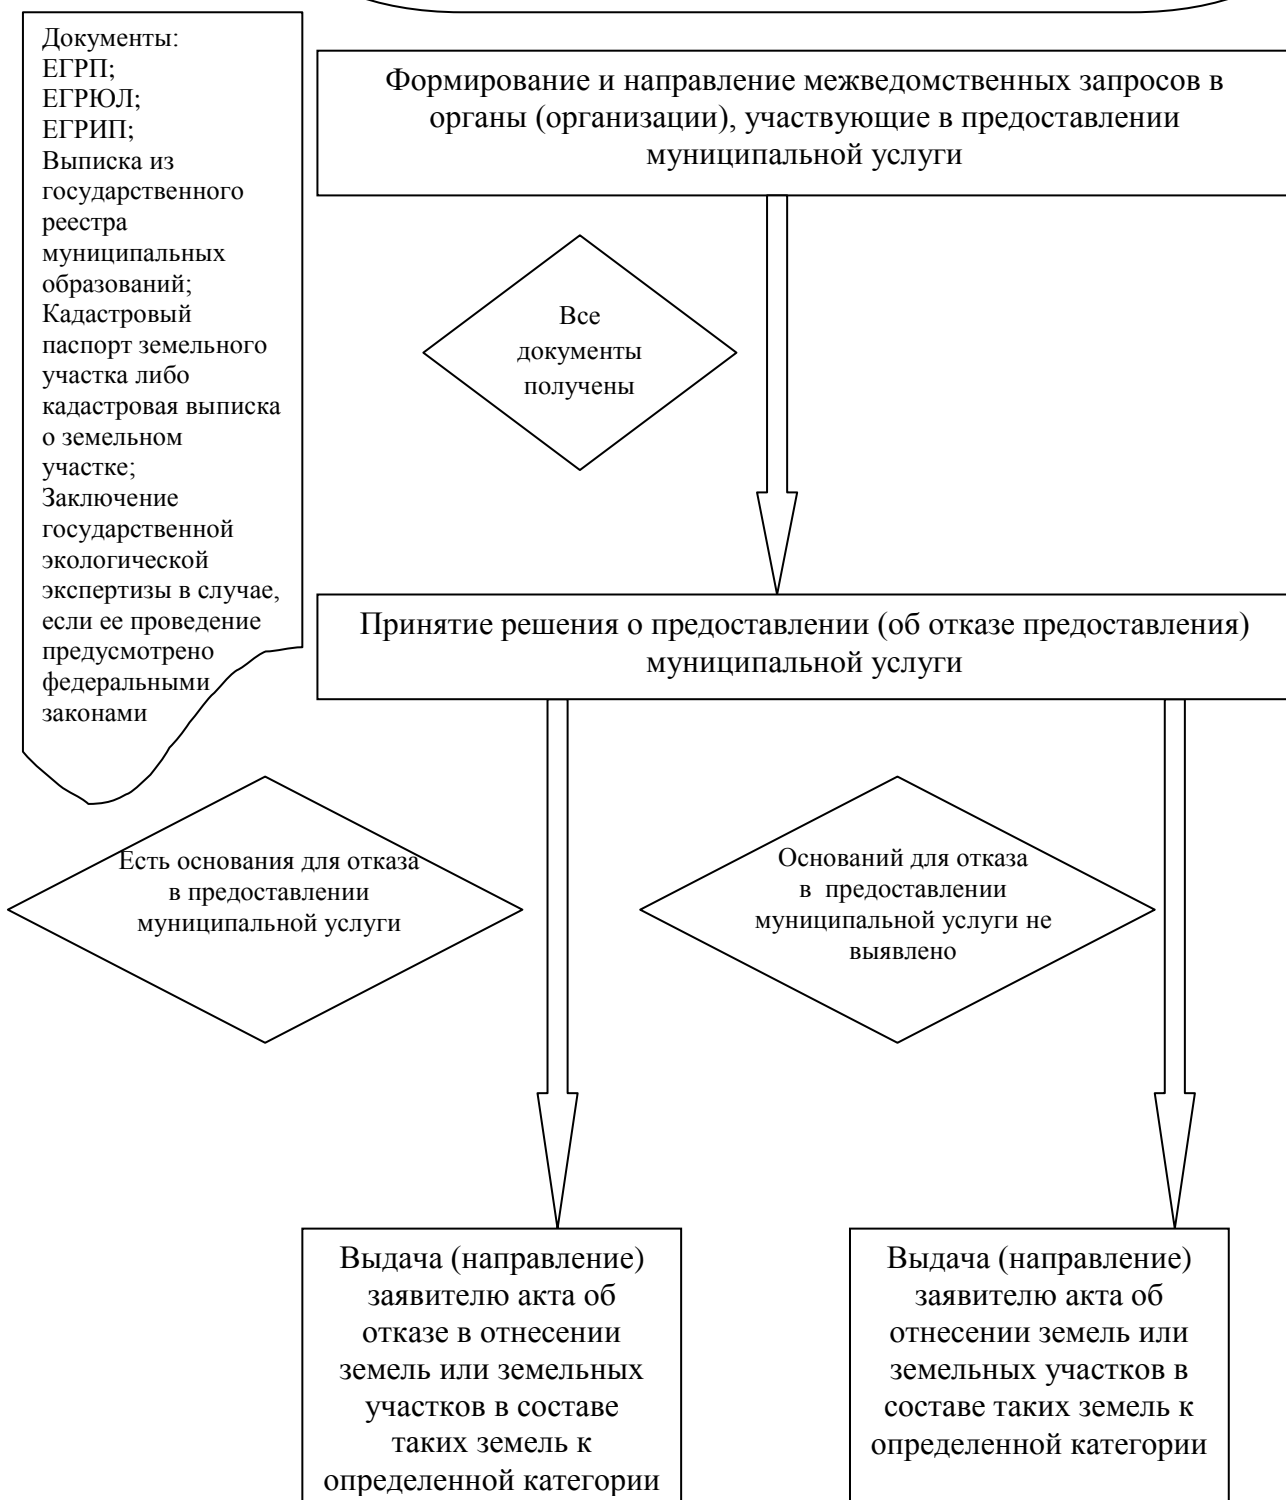 Документы:
ЕГРП;
ЕГРЮЛ;
ЕГРИП;
Выписка из
государственного
реестра
муниципальных
образований;
Кадастровый
паспорт земельного
участка либо
кадастровая выписка
о земельном
участке;
Заключение
государственной
экологической
экспертизы в случае,
если ее проведение
предусмотрено
федеральными
законами
Формирование и направление межведомственных запросов в
органы (организации), участвующие в предоставлении
муниципальной услуги
Все
документы
получены
Принятие решения о предоставлении (об отказе предоставления)
муниципальной услуги
Есть основания для отказа
в предоставлении
муниципальной услуги
Оснований для отказа
в предоставлении
муниципальной услуги не
выявлено
Выдача (направление)
заявителю акта об
отказе в отнесении
земель или земельных
участков в составе
таких земель к
определенной категории
Выдача (направление)
заявителю акта об
отнесении земель или
земельных участков в
составе таких земель к
определенной категории